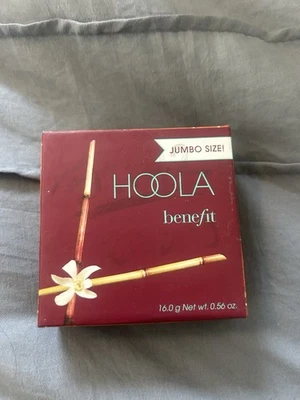 JUMBO SIZE!
HOOLA
benefit
16.0 g Net wt. 0.56 oz.